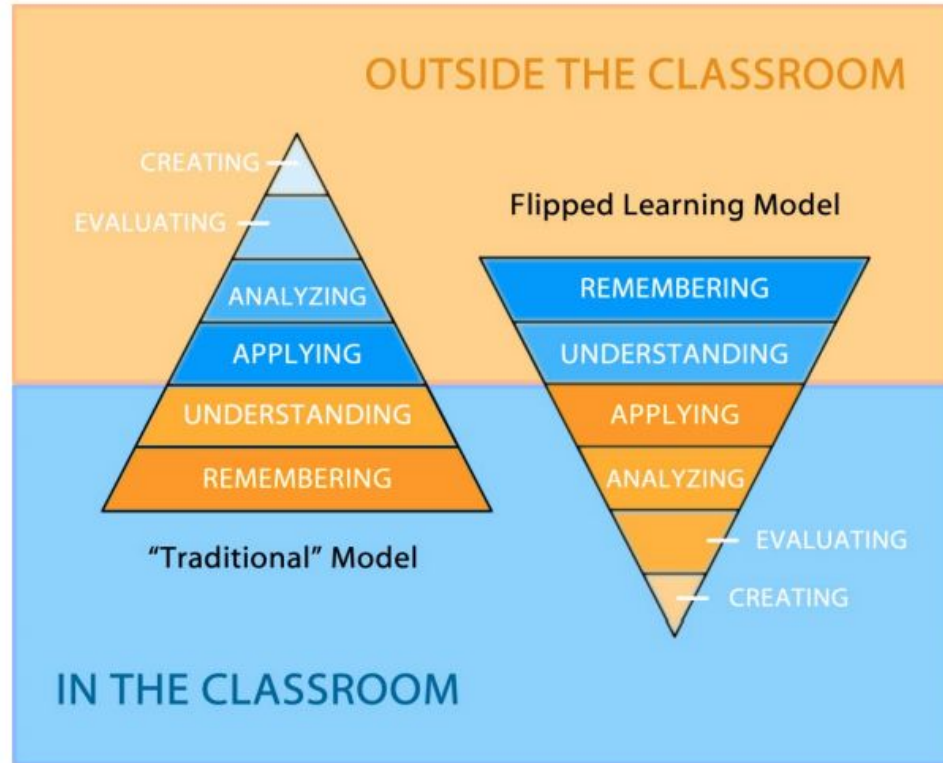 OUTSIDE THE CLASSROOM
CREATING
EVALUATING
ANALYZING
APPLYING
UNDERSTANDING
REMEMBERING
“Traditional” Model
Flipped Learning Model
REMEMBERING
UNDERSTANDING
APPLYING
ANALYZING
EVALUATING
CREATING
IN THE CLASSROOM